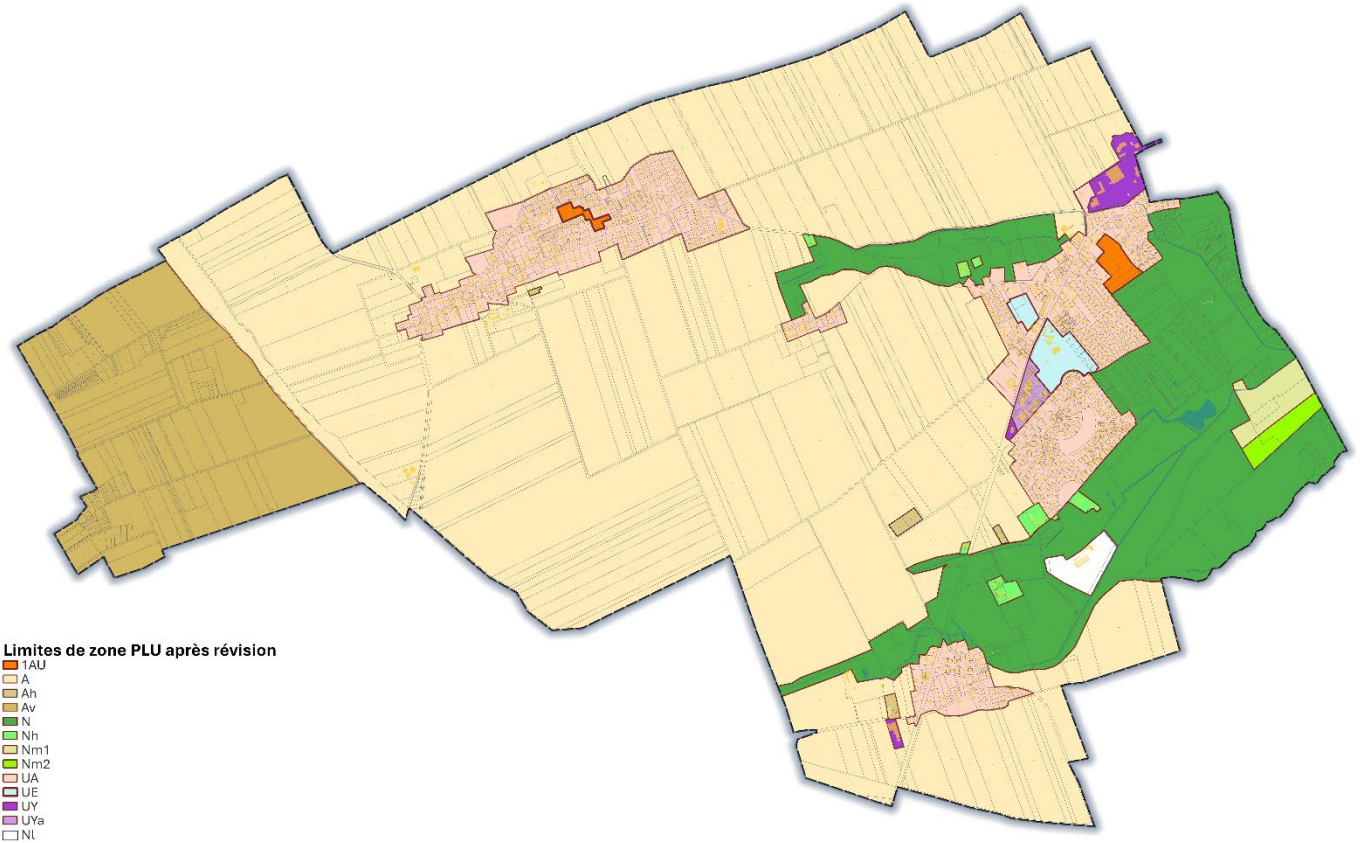 Limites de zone PLU après révision
1AU
A
Ah
Av
N
Nh
Nm1
Nm2
UA
UE
UY
UYa
NL